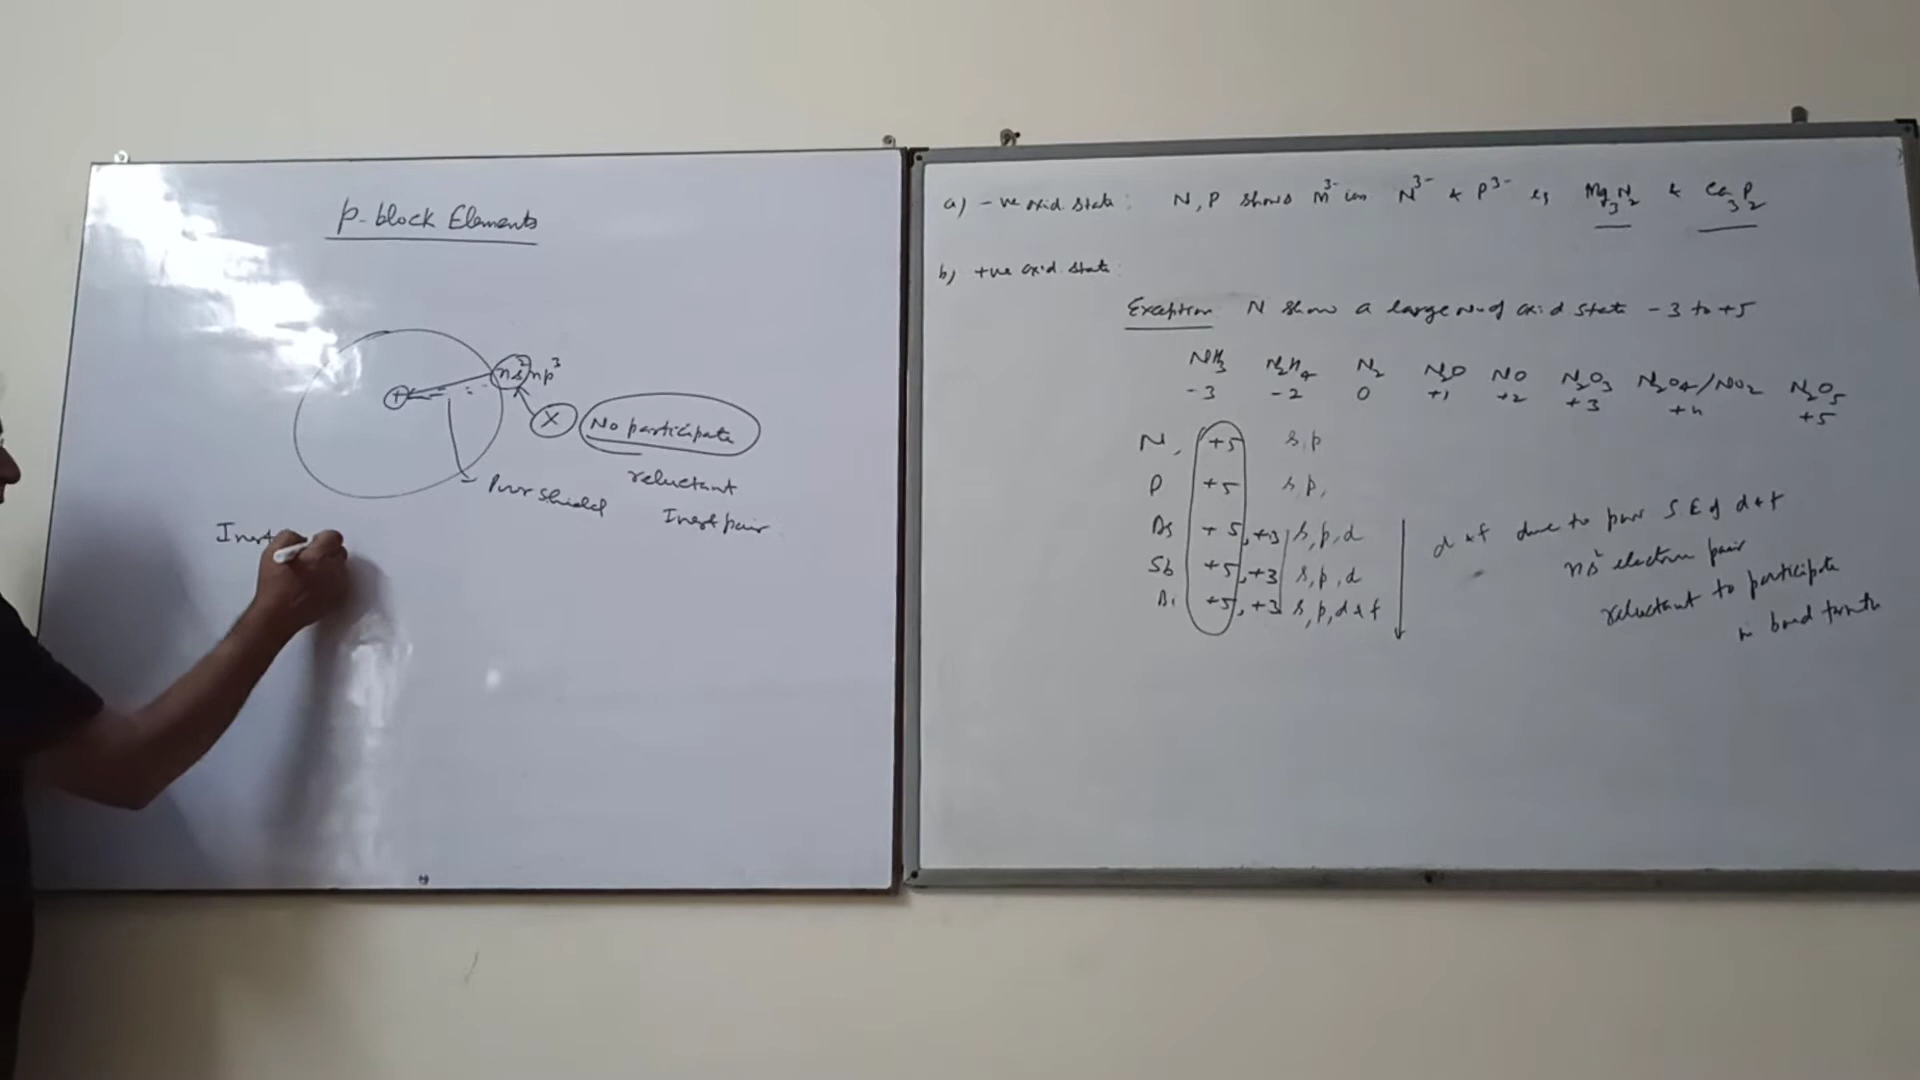 p-block Elements
ns²np³
+
X
No participate
reluctant
Inert pair
Poor shield
Inert
a) -ve oxid state : N, P shows M³⁻ ion N³⁻ & P³⁻ eg Mg₃N₂ & Ca₃P₂
b) +ve oxid. state :
Exception N show a large No of oxid state -3 to +5
NH₃ N₂H₄ N₂ N₂O NO N₂O₃ N₂O₄/NO₂ N₂O₅
-3 -2 0 +1 +2 +3 +4 +5
N, +5 s,p
P +5 s,p,
As +5,+3 s,p,d
Sb +5,+3 s,p,d
Bi +5,+3 s,p,d&f
d &f due to poor S.E of d&f
ns² electron pair
reluctant to participate
in bond